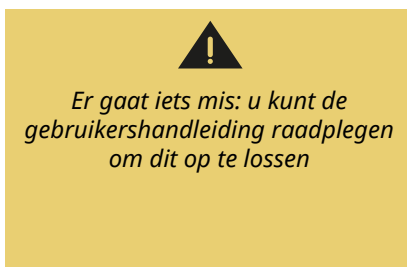 Er gaat iets mis: u kunt de
gebruikershandleiding raadplegen
om dit op te lossen